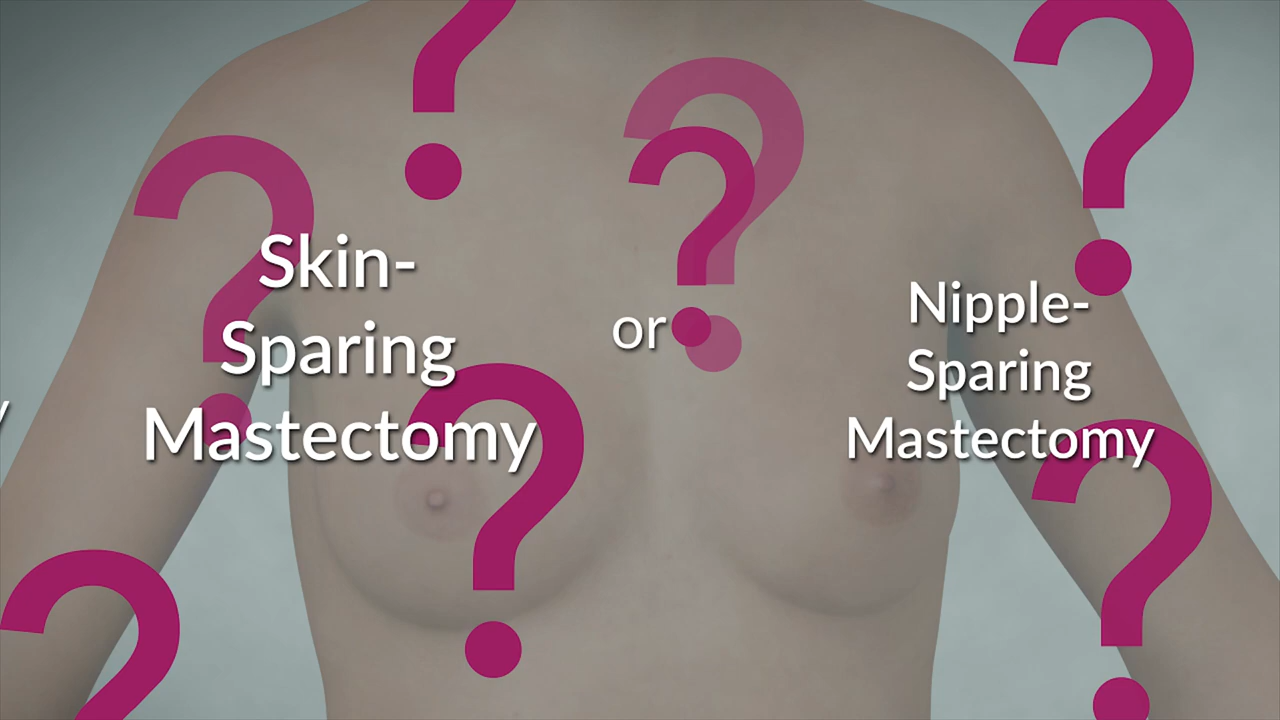 Skin-
Sparing
Mastectomy
or
Nipple-
Sparing
Mastectomy